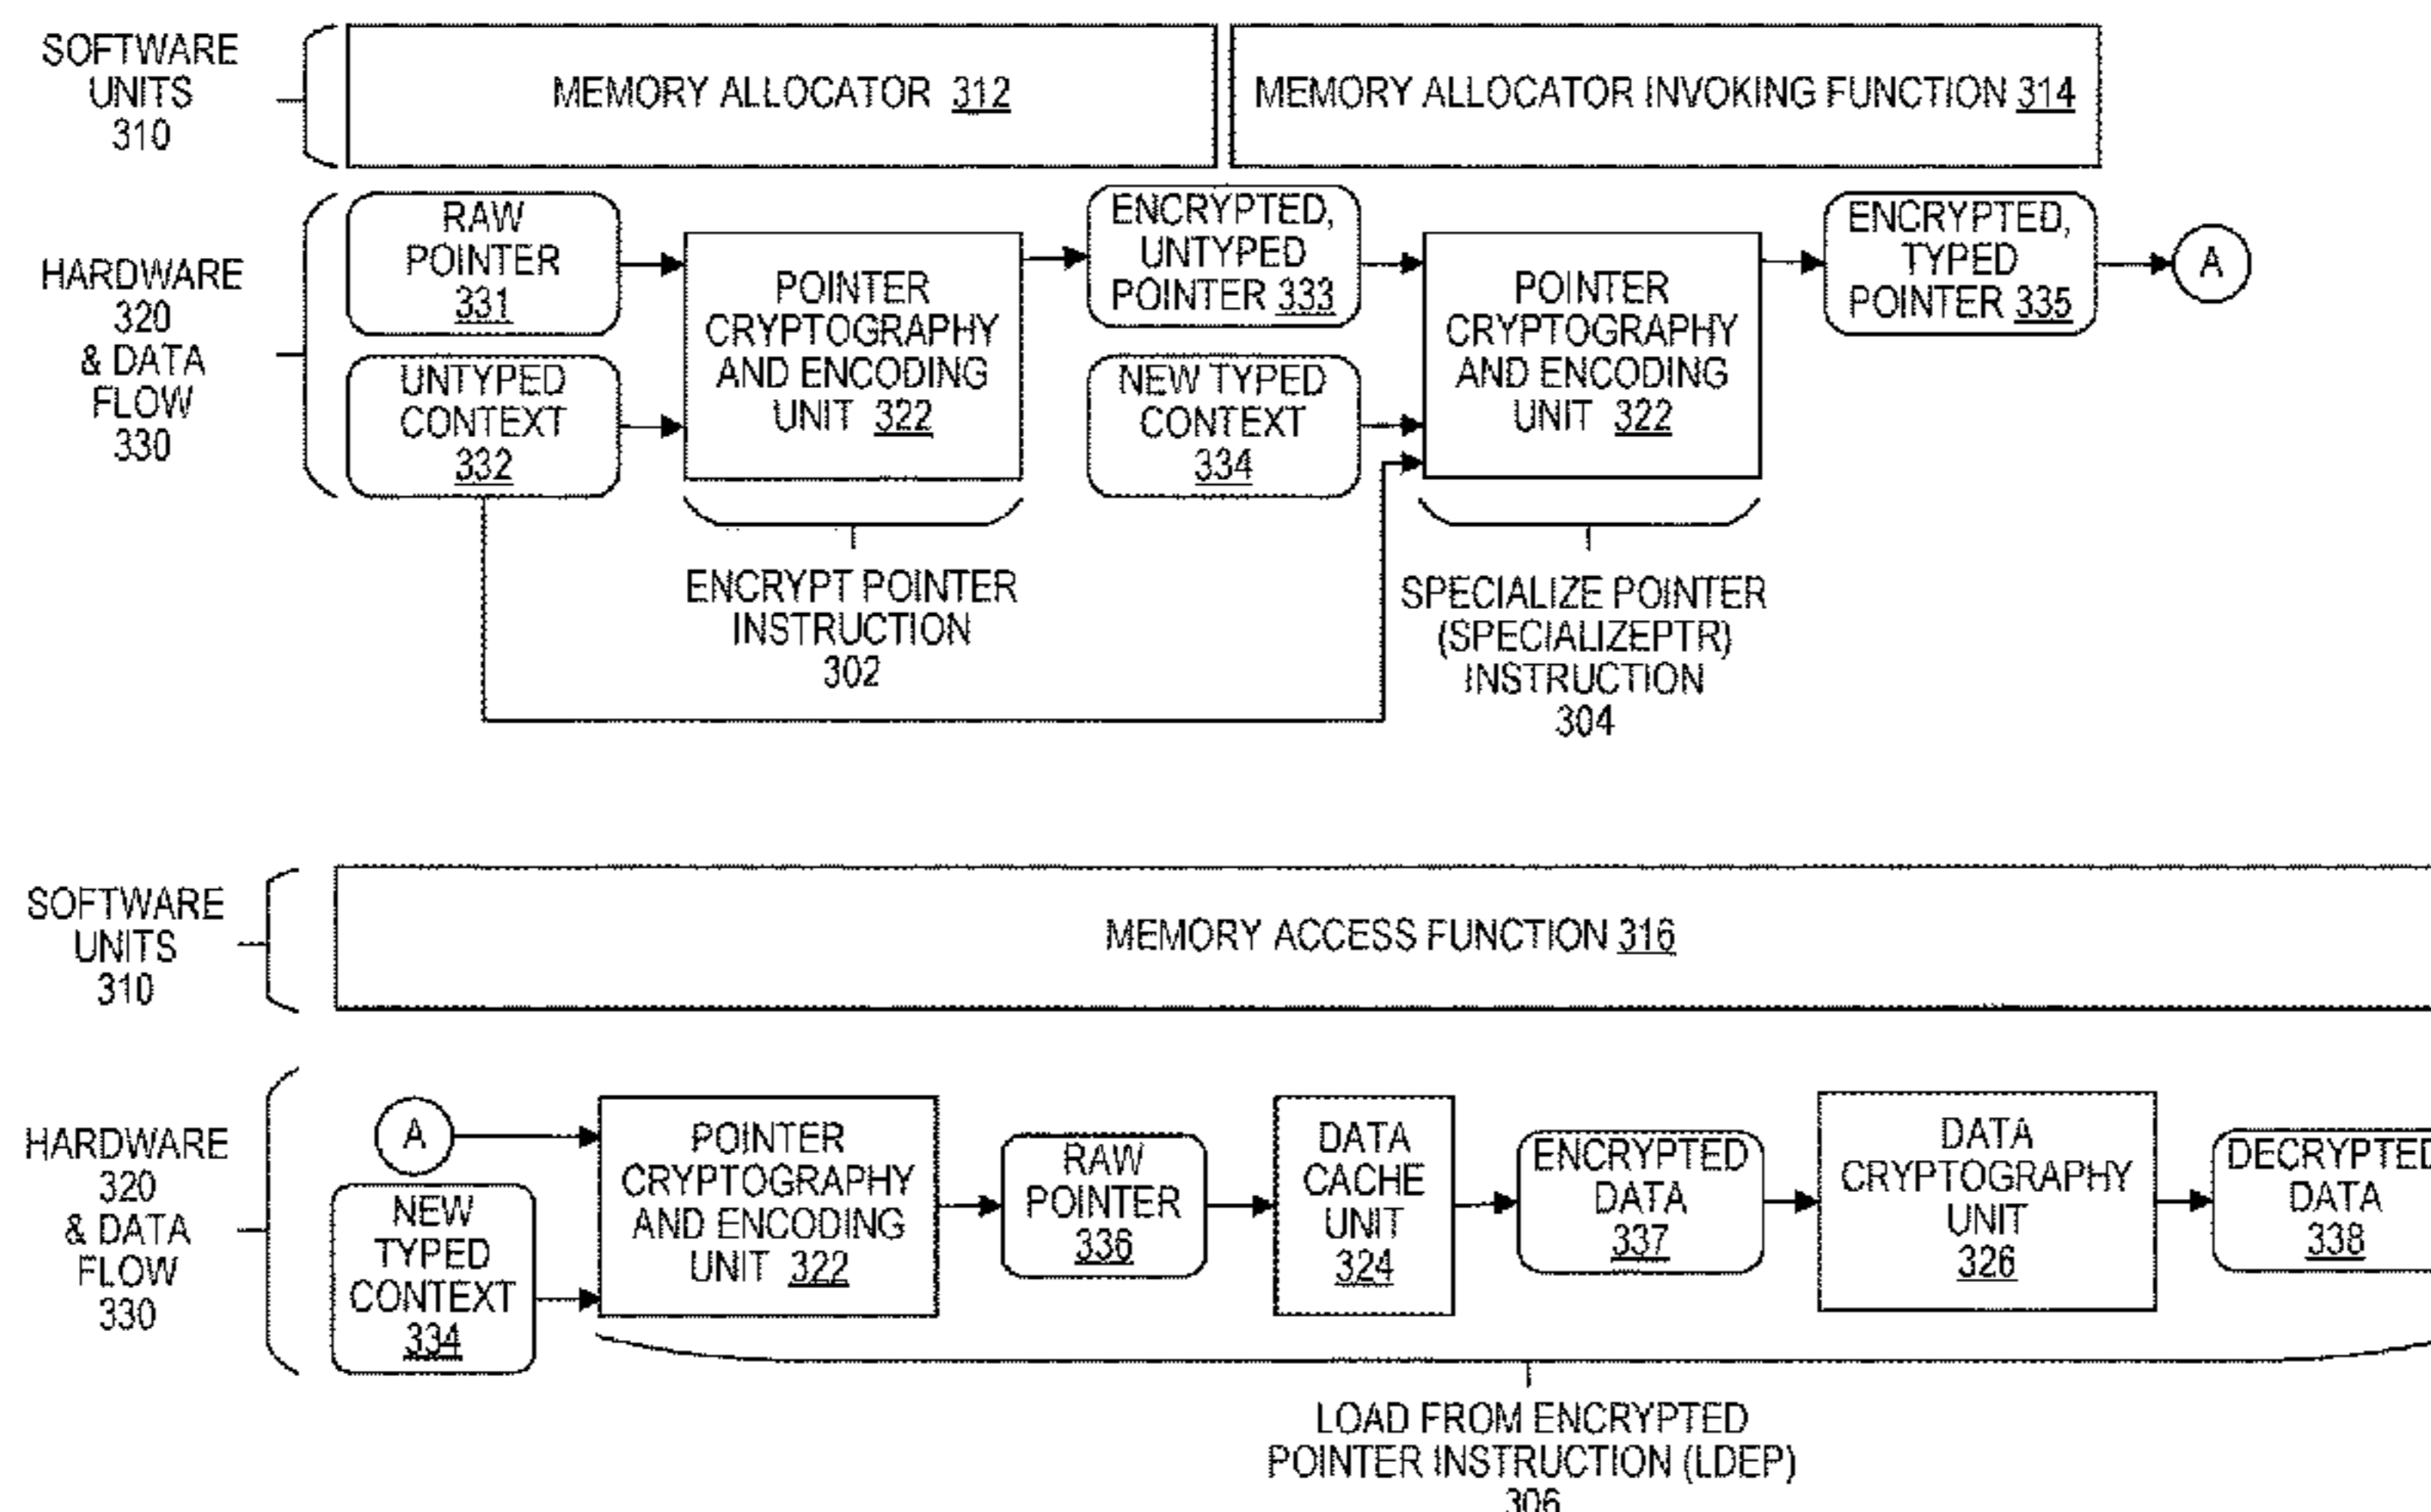 SOFTWARE
UNITS
310
MEMORY ALLOCATOR 312
MEMORY ALLOCATOR INVOKING FUNCTION 314
HARDWARE
320
& DATA
FLOW
330
RAW
POINTER
331
UNTYPED
CONTEXT
332
POINTER
CRYPTOGRAPHY
AND ENCODING
UNIT 322
ENCRYPTED,
UNTYPED
POINTER 333
NEW TYPED
CONTEXT
334
POINTER
CRYPTOGRAPHY
AND ENCODING
UNIT 322
ENCRYPTED,
TYPED
POINTER 335
A
ENCRYPT POINTER
INSTRUCTION
302
SPECIALIZE POINTER
(SPECIALIZEPTR)
INSTRUCTION
304
SOFTWARE
UNITS
310
MEMORY ACCESS FUNCTION 316
HARDWARE
320
& DATA
FLOW
330
A
NEW
TYPED
CONTEXT
334
POINTER
CRYPTOGRAPHY
AND ENCODING
UNIT 322
RAW
POINTER
336
DATA
CACHE
UNIT
324
ENCRYPTED
DATA
337
DATA
CRYPTOGRAPHY
UNIT
326
DECRYPTED
DATA
338
LOAD FROM ENCRYPTED
POINTER INSTRUCTION (LDEP)
306